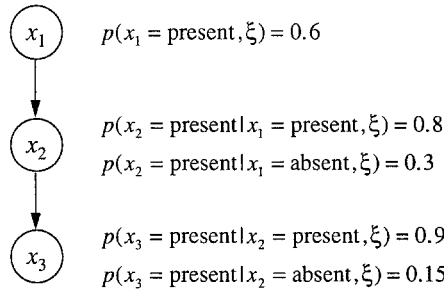 x₁ p(x₁ = present, ξ) = 0.6
x₂ p(x₂ = present|x₁ = present, ξ) = 0.8
p(x₂ = present|x₁ = absent, ξ) = 0.3
x₃ p(x₃ = present|x₂ = present, ξ) = 0.9
p(x₃ = present|x₂ = absent, ξ) = 0.15